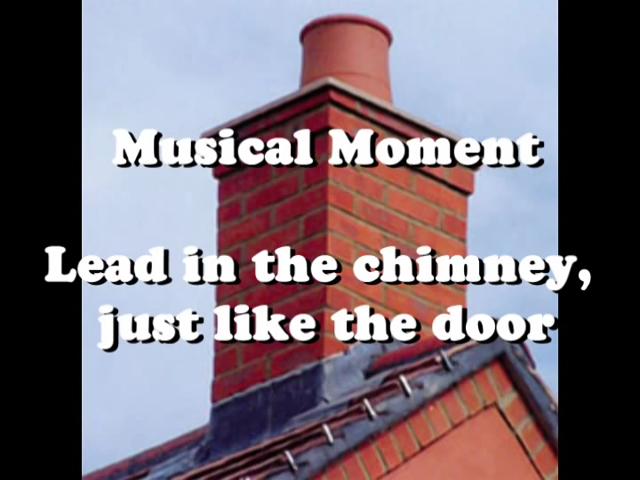 Musical Moment
Lead in the chimney,
just like the door